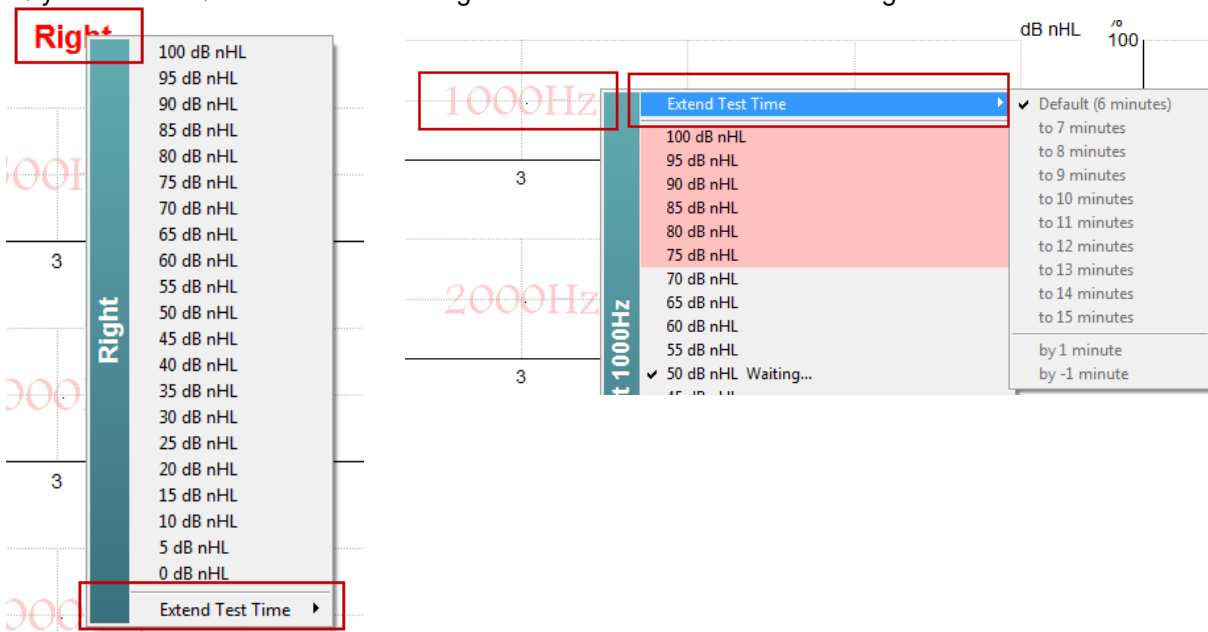 Right
100 dB nHL
95 dB nHL
90 dB nHL
85 dB nHL
80 dB nHL
75 dB nHL
70 dB nHL
65 dB nHL
60 dB nHL
55 dB nHL
50 dB nHL
45 dB nHL
40 dB nHL
35 dB nHL
30 dB nHL
25 dB nHL
20 dB nHL
15 dB nHL
10 dB nHL
5 dB nHL
0 dB nHL
Extend Test Time
Right
3
3
dB nHL
%
100
1000Hz
3
2000Hz
3
Extend Test Time
100 dB nHL
95 dB nHL
90 dB nHL
85 dB nHL
80 dB nHL
75 dB nHL
70 dB nHL
65 dB nHL
60 dB nHL
55 dB nHL
50 dB nHL Waiting...
1000Hz
Default (6 minutes)
to 7 minutes
to 8 minutes
to 9 minutes
to 10 minutes
to 11 minutes
to 12 minutes
to 13 minutes
to 14 minutes
to 15 minutes
by 1 minute
by -1 minute